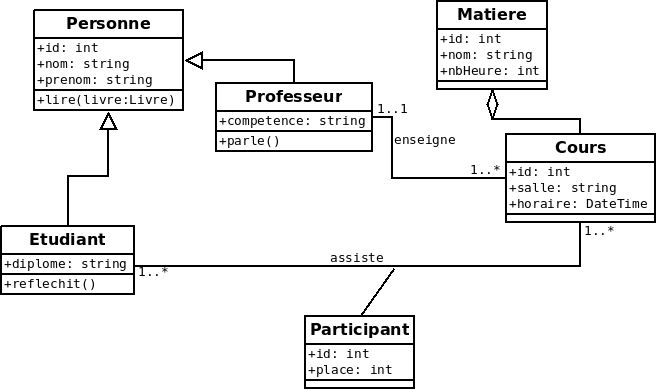 Personne
+id: int
+nom: string
+prenom: string
+lire(livre:Livre)
Matiere
+id: int
+nom: string
+nbHeure: int
Professeur
+competence: string
+parle()
1..1
enseigne
1..*
Cours
+id: int
+salle: string
+horaire: DateTime
1..*
Etudiant
+diplome: string
+reflechit()
1..*
assiste
Participant
+id: int
+place: int